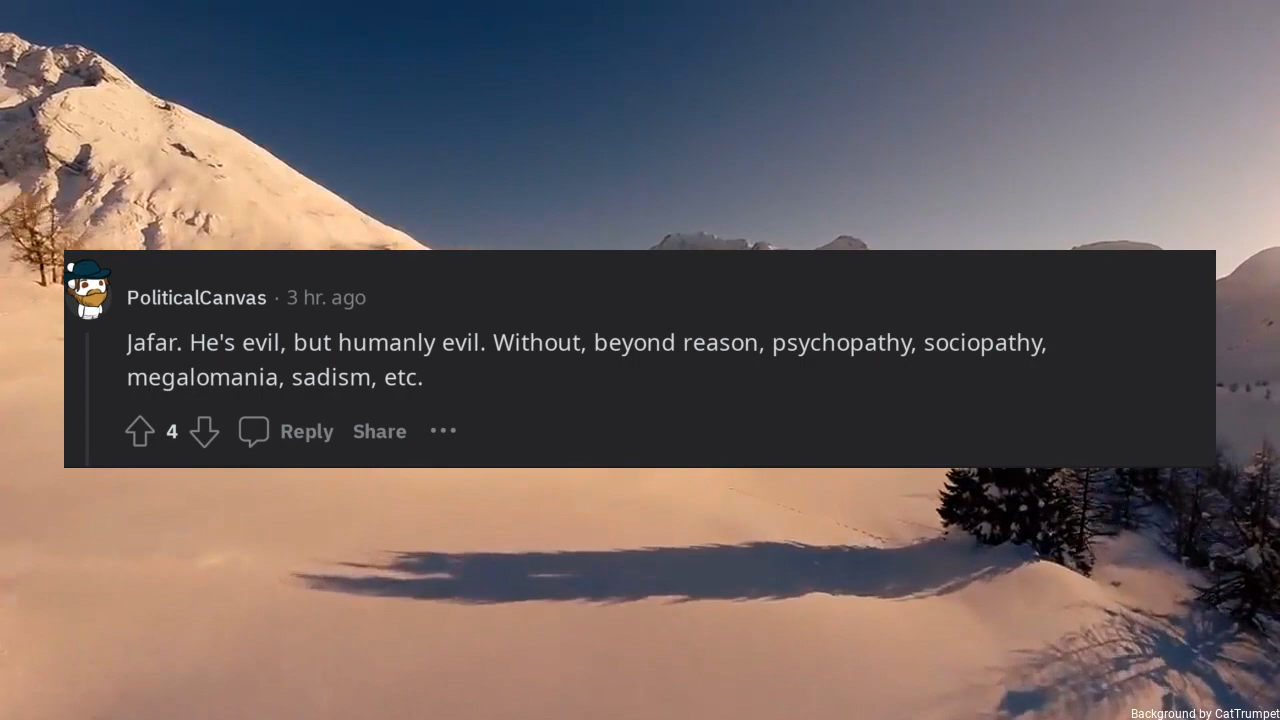 PoliticalCanvas · 3 hr. ago
Jafar. He's evil, but humanly evil. Without, beyond reason, psychopathy, sociopathy,
megalomania, sadism, etc.
4 Reply Share ···
Background by CatTrumpet